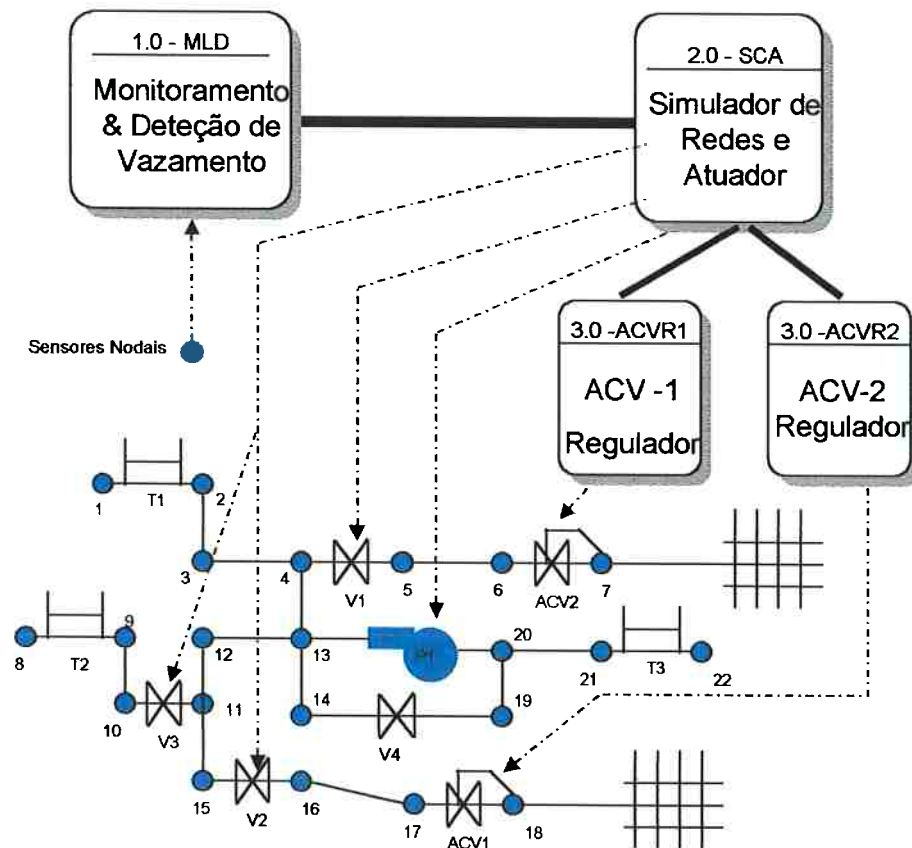 1.0 - MLD
Monitoramento
& Deteção de
Vazamento
2.0 - SCA
Simulador de
Redes e
Atuador
Sensores Nodais
3.0 -ACVR1
ACV -1
Regulador
3.0 -ACVR2
ACV-2
Regulador
1
T1
2
3
4
V1
5
6
ACV2
7
8
T2
9
12
13
20
21
T3
22
10
V3
11
14
V4
19
15
V2
16
17
ACV1
18